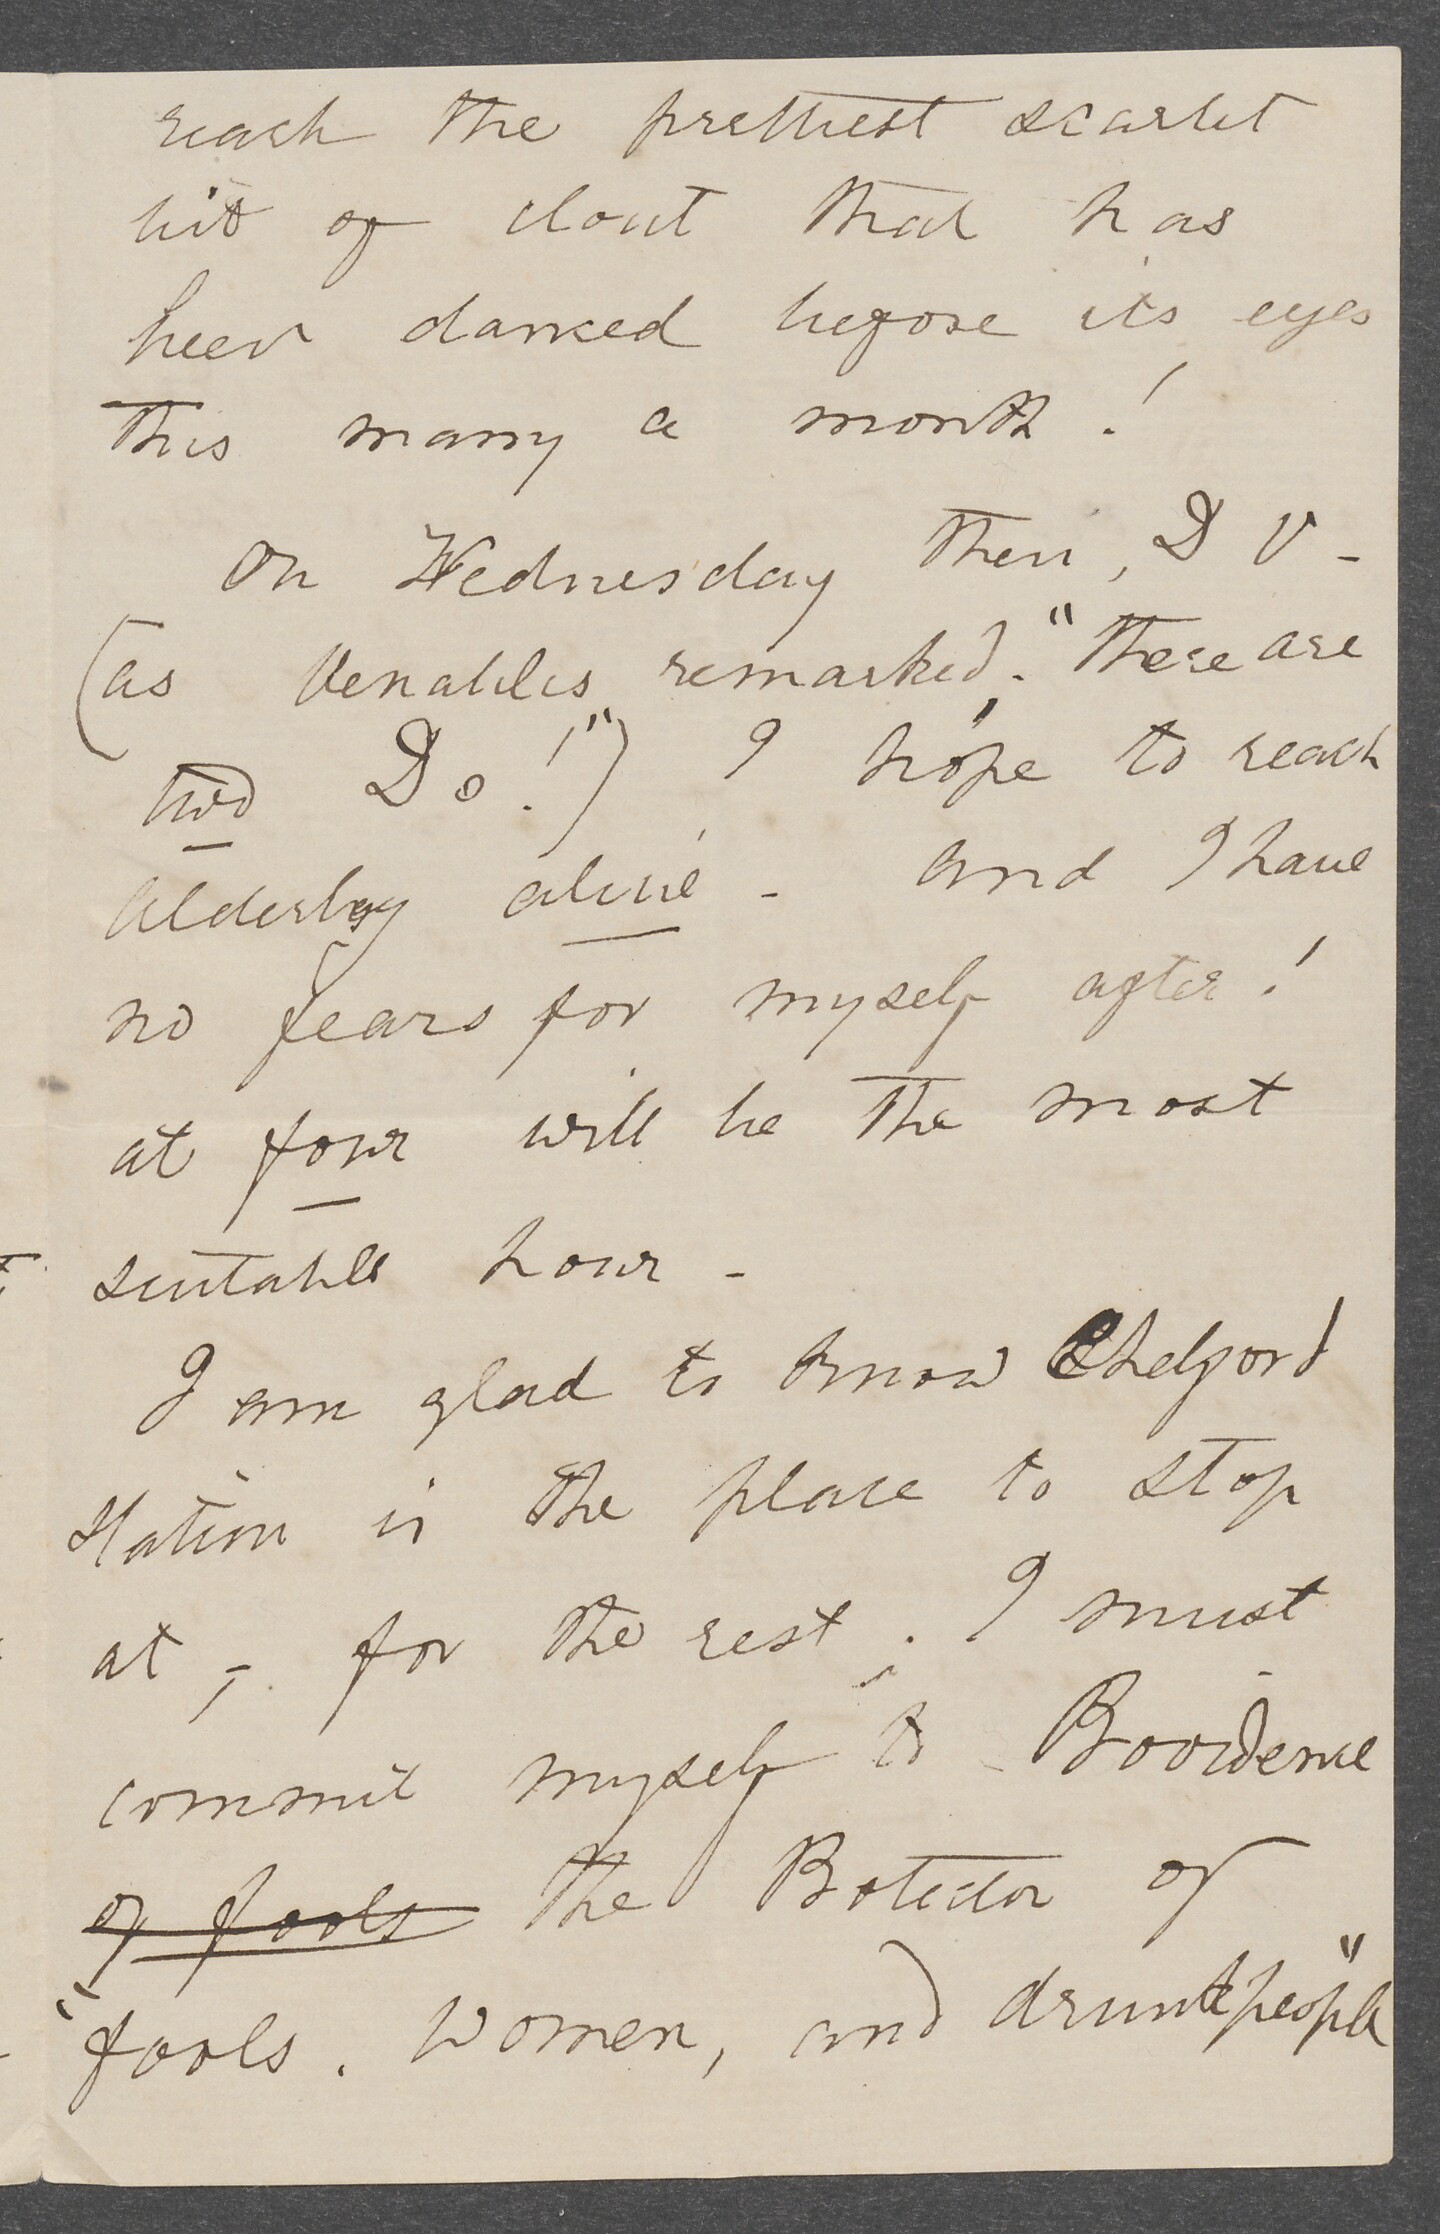 reach the prettiest scarlet
bit of clout that has
been danced before its eyes
this many a month!
On Wednesday then, D V -
(as Venables remarked, "there are
two Ds!") I hope to reach
Alderley alive - and I have
no fears for myself after!
at four will be the most
suitable hour -
I am glad to know Chelford
Station is the place to stop
at, - for the rest, I must
commit myself to
of fools the Protector of
"fools, women, and drunk people"